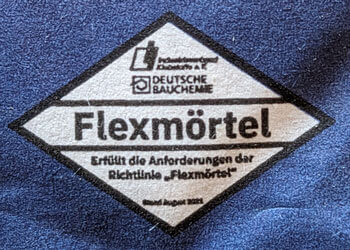 Industrieverband
Klebstoffe e.V.
DEUTSCHE
BAUCHEMIE
Flexmörtel
Erfüllt die Anforderungen der
Richtlinie „Flexmörtel“
Stand August 2021